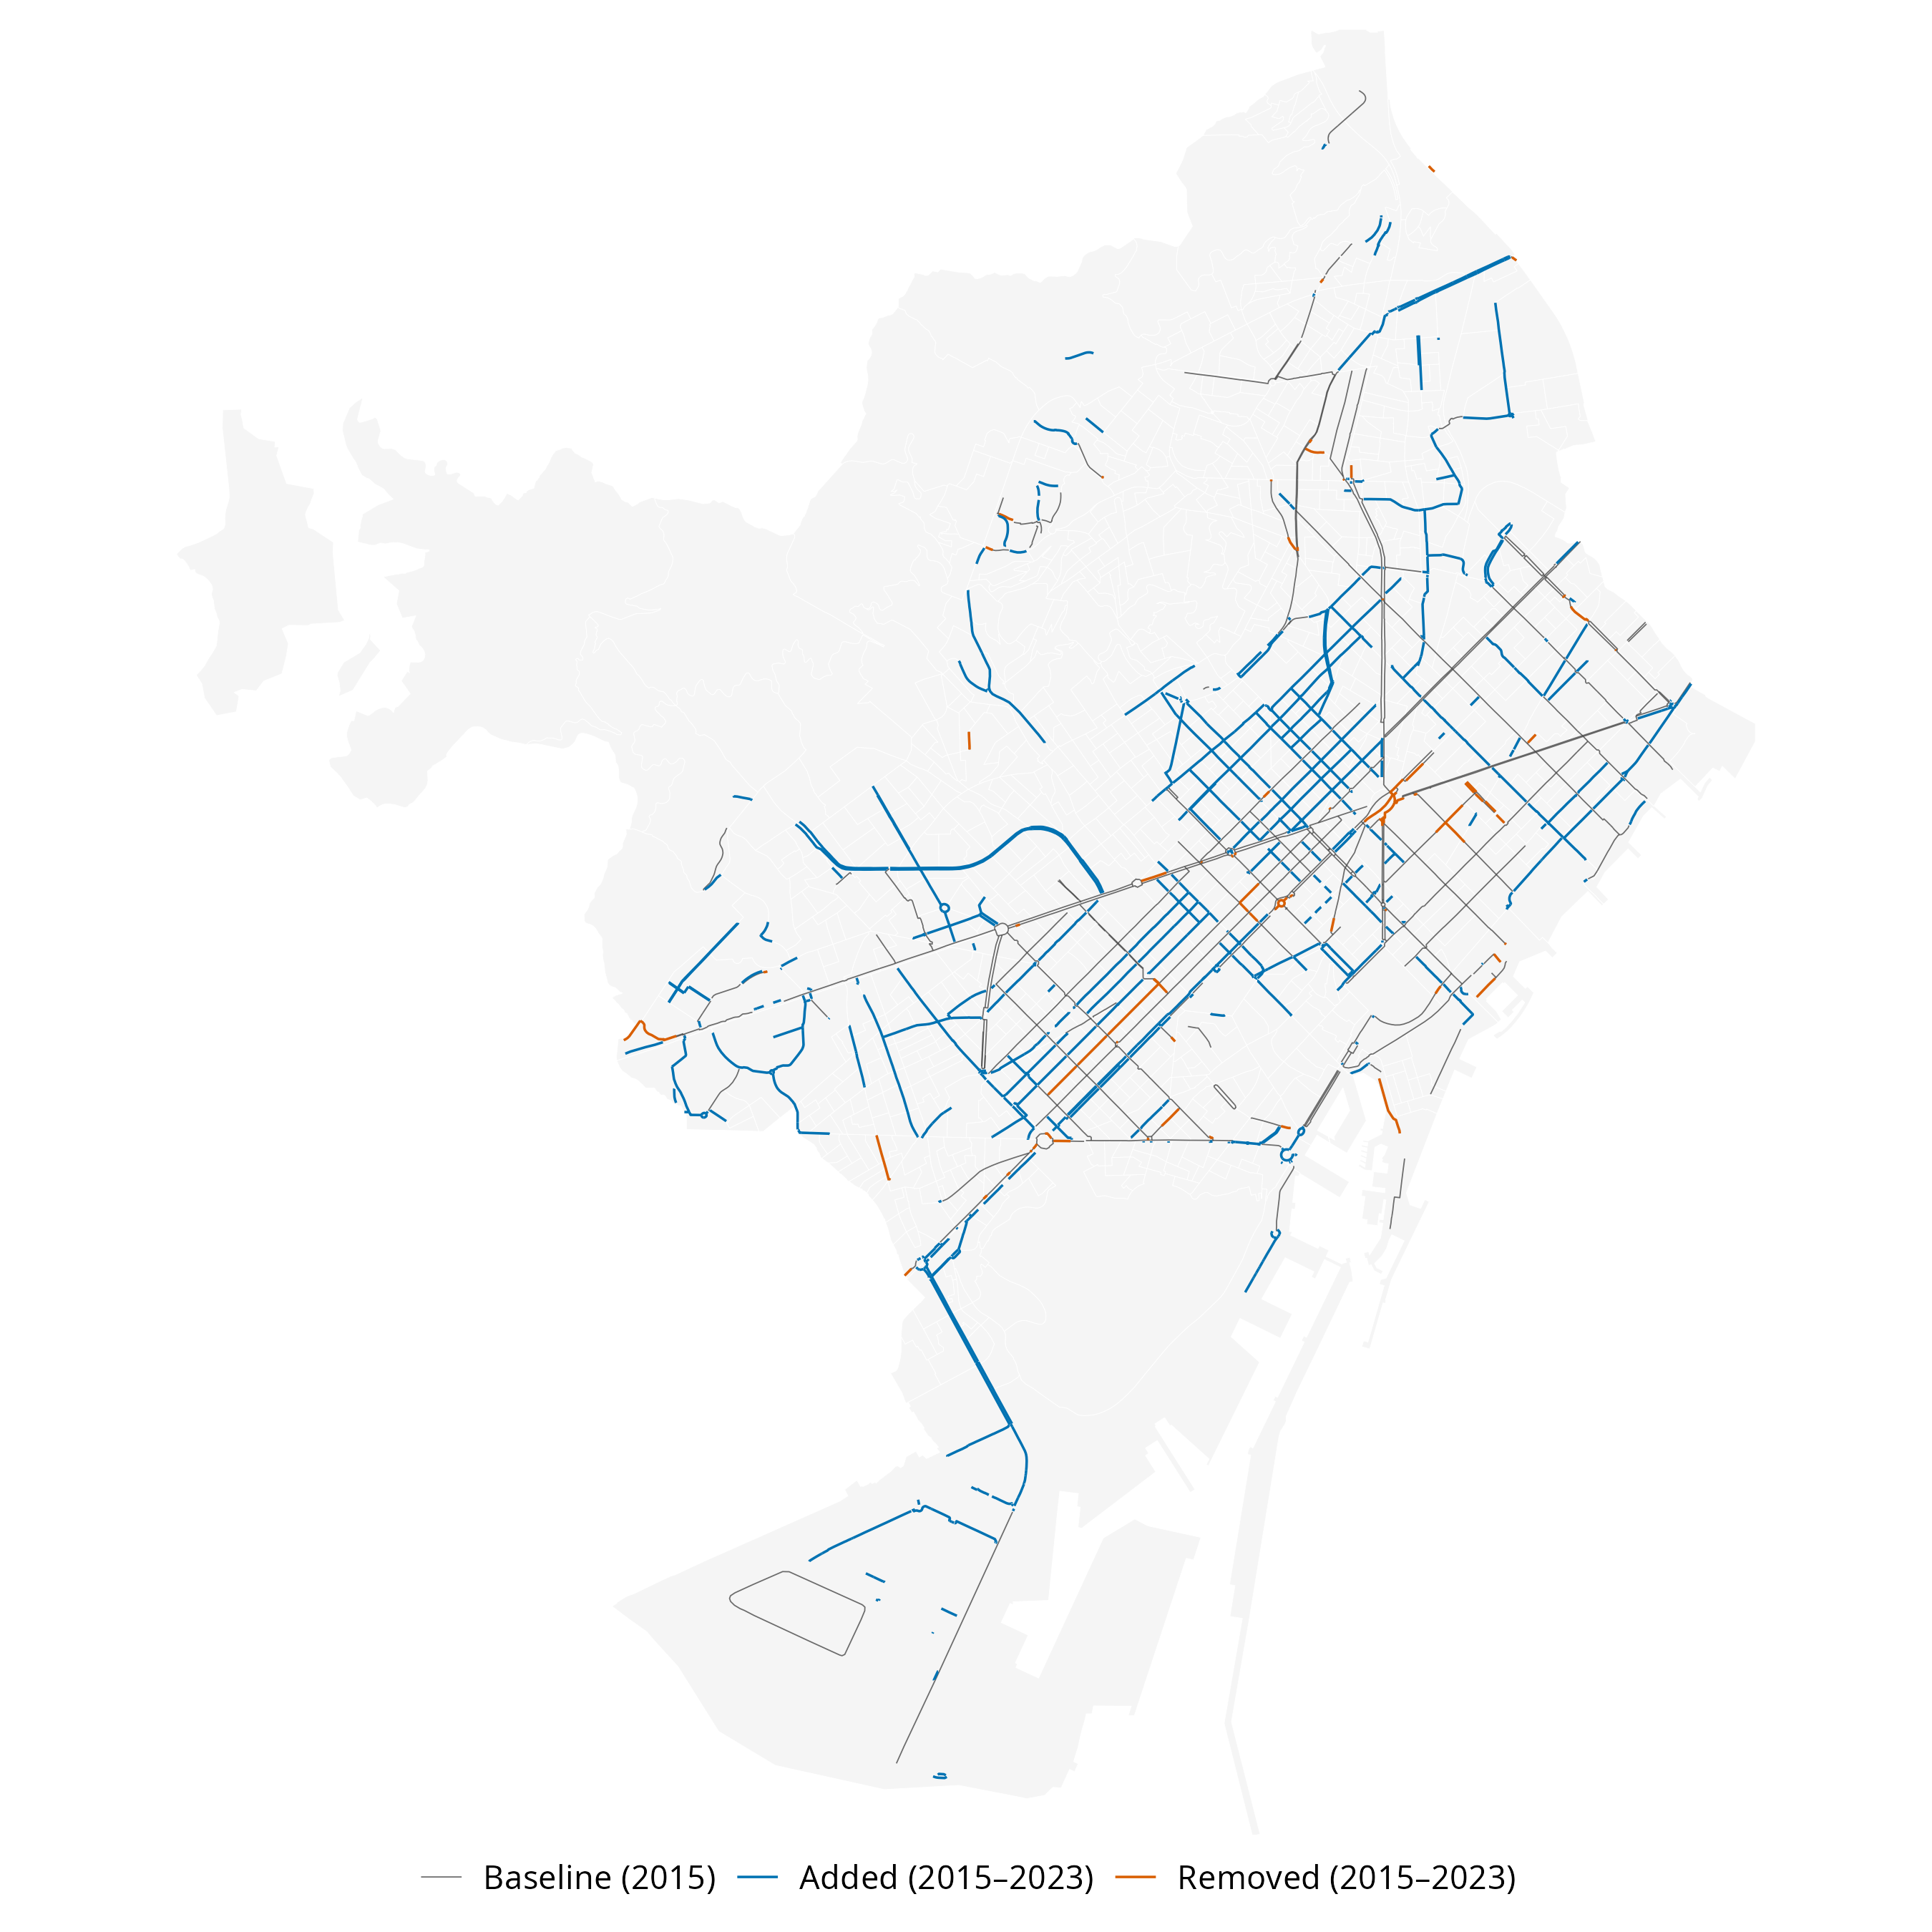 Baseline (2015) Added (2015–2023) Removed (2015–2023)